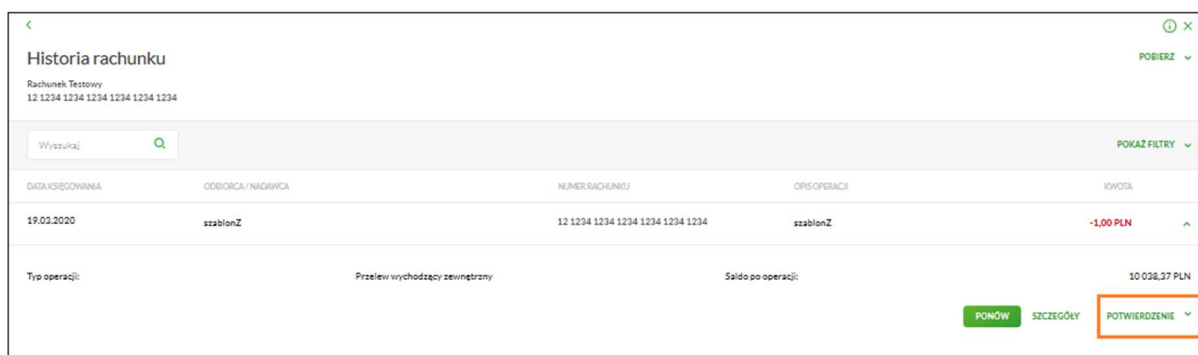 Historia rachunku
POBIERZ
Rachunek Testowy
12 1234 1234 1234 1234 1234 1234
Wyszukaj
POKAŻ FILTRY
DATA KSIĘGOWANIA ODBIORCA / NADAWCA NUMER RACHUNKU OPIS OPERACJI KWOTA
19.03.2020 szablonZ 12 1234 1234 1234 1234 1234 1234 szablonZ -1,00 PLN
Typ operacji: Przelew wychodzący zewnętrzny Saldo po operacji: 10 038,37 PLN
PONÓW SZCZEGÓŁY POTWIERDZENIE